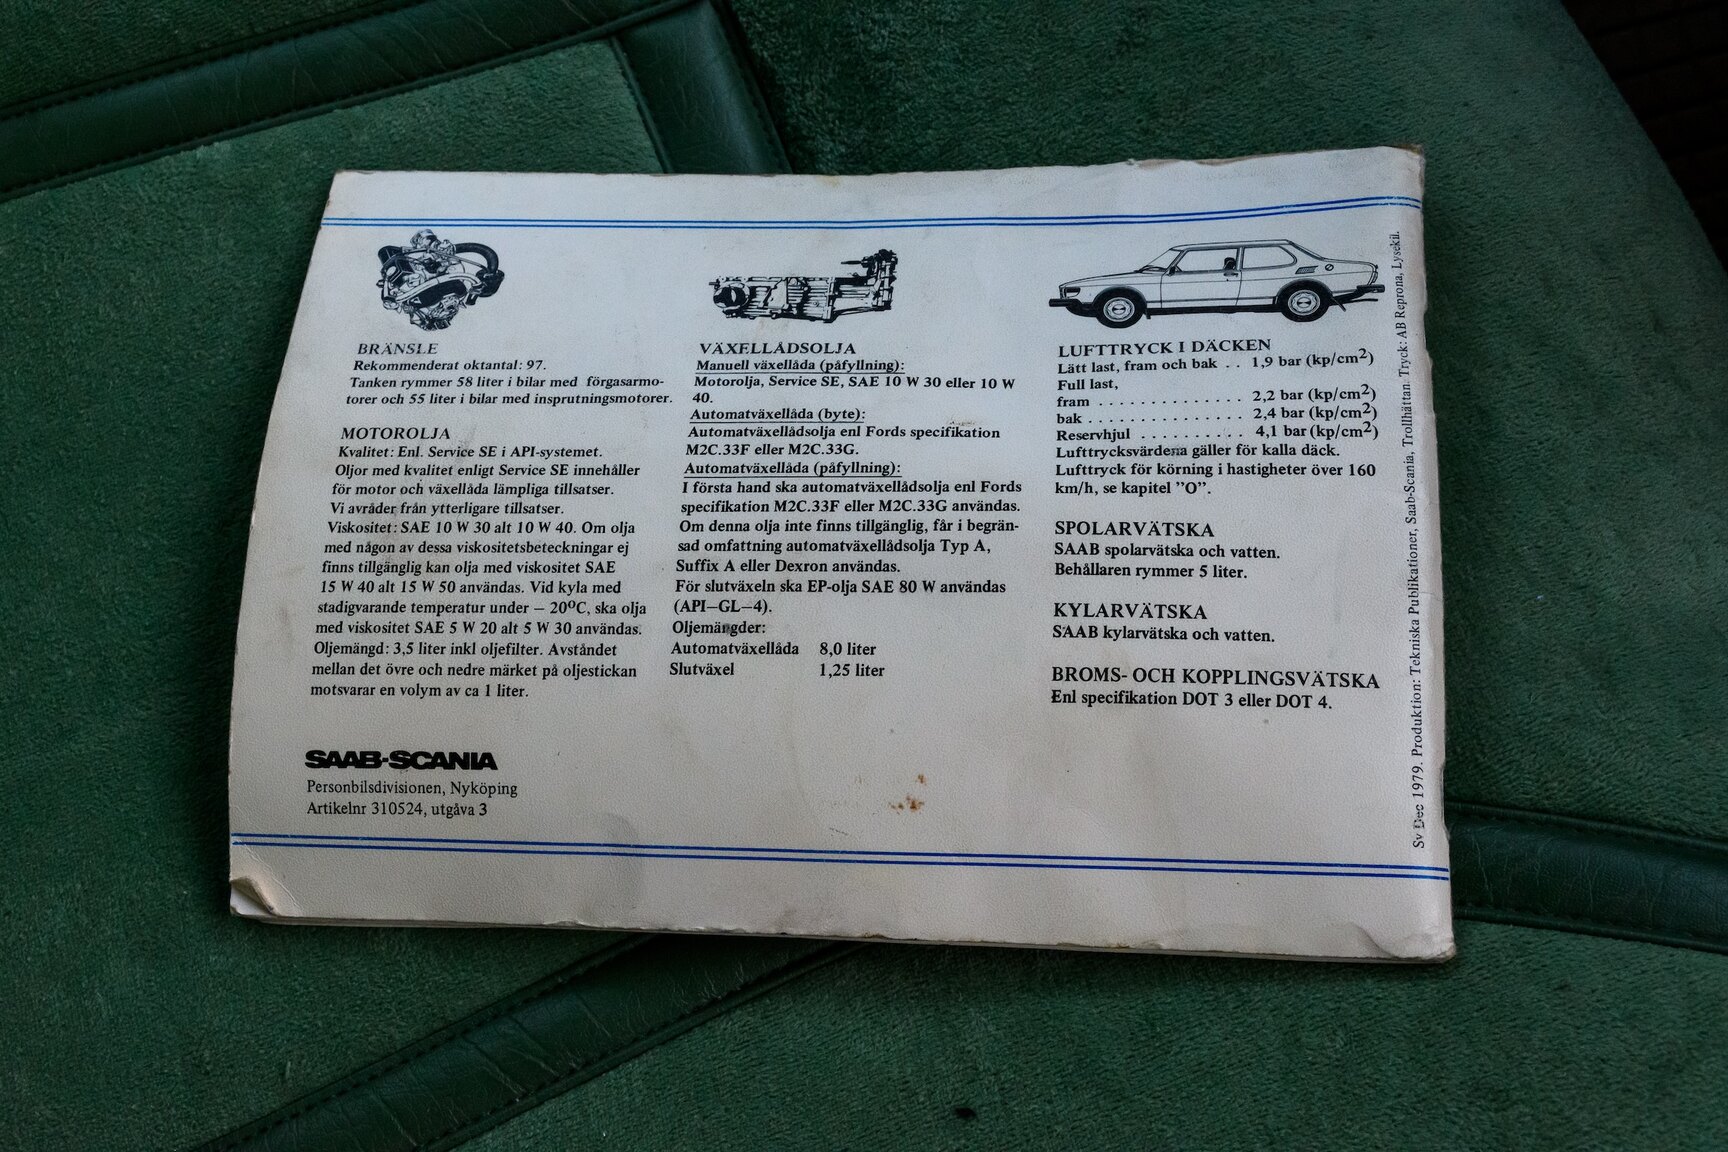 BRÄNSLE
Rekommenderat oktantal: 97.
Tanken rymmer 58 liter i bilar med förgasarmo-
torer och 55 liter i bilar med insprutningsmotorer.
MOTOROLJA
Kvalitet: Enl. Service SE i API-systemet.
Oljor med kvalitet enligt Service SE innehåller
för motor och växellåda lämpliga tillsatser.
Vi avråder från ytterligare tillsatser.
Viskositet: SAE 10 W 30 alt 10 W 40. Om olja
med någon av dessa viskositetsbeteckningar ej
finns tillgänglig kan olja med viskositet SAE
15 W 40 alt 15 W 50 användas. Vid kyla med
stadigvarande temperatur under – 20°C, ska olja
med viskositet SAE 5 W 20 alt 5 W 30 användas.
Oljemängd: 3,5 liter inkl oljefilter. Avståndet
mellan det övre och nedre märket på oljestickan
motsvarar en volym av ca 1 liter.
SAAB-SCANIA
Personbilsdivisionen, Nyköping
Artikelnr 310524, utgåva 3
VÄXELLÅDSOLJA
Manuell växellåda (påfyllning):
Motorolja, Service SE, SAE 10 W 30 eller 10 W
40.
Automatväxellåda (byte):
Automatväxellådsolja enl Fords specifikation
M2C.33F eller M2C.33G.
Automatväxellåda (påfyllning):
I första hand ska automatväxellådsolja enl Fords
specifikation M2C.33F eller M2C.33G användas.
Om denna olja inte finns tillgänglig, får i begrän-
sad omfattning automatväxellådsolja Typ A,
Suffix A eller Dexron användas.
För slutväxeln ska EP-olja SAE 80 W användas
(API–GL–4).
Oljemängder:
Automatväxellåda 8,0 liter
Slutväxel 1,25 liter
LUFTTRYCK I DÄCKEN
Lätt last, fram och bak . . 1,9 bar (kp/cm2)
Full last,
fram . . . . . . . . . . . . . . 2,2 bar (kp/cm2)
bak . . . . . . . . . . . . . . . 2,4 bar (kp/cm2)
Reservhjul . . . . . . . . . . 4,1 bar (kp/cm2)
Lufttrycksvärdena gäller för kalla däck.
Lufttryck för körning i hastigheter över 160
km/h, se kapitel ”O”.
SPOLARVÄTSKA
SAAB spolarvätska och vatten.
Behållaren rymmer 5 liter.
KYLARVÄTSKA
SAAB kylarvätska och vatten.
BROMS- OCH KOPPLINGSVÄTSKA
Enl specifikation DOT 3 eller DOT 4.
Sv Dec 1979. Produktion: Tekniska Publikationer, Saab-Scania, Trollhättan. Tryck: AB Reprona, Lysekil.